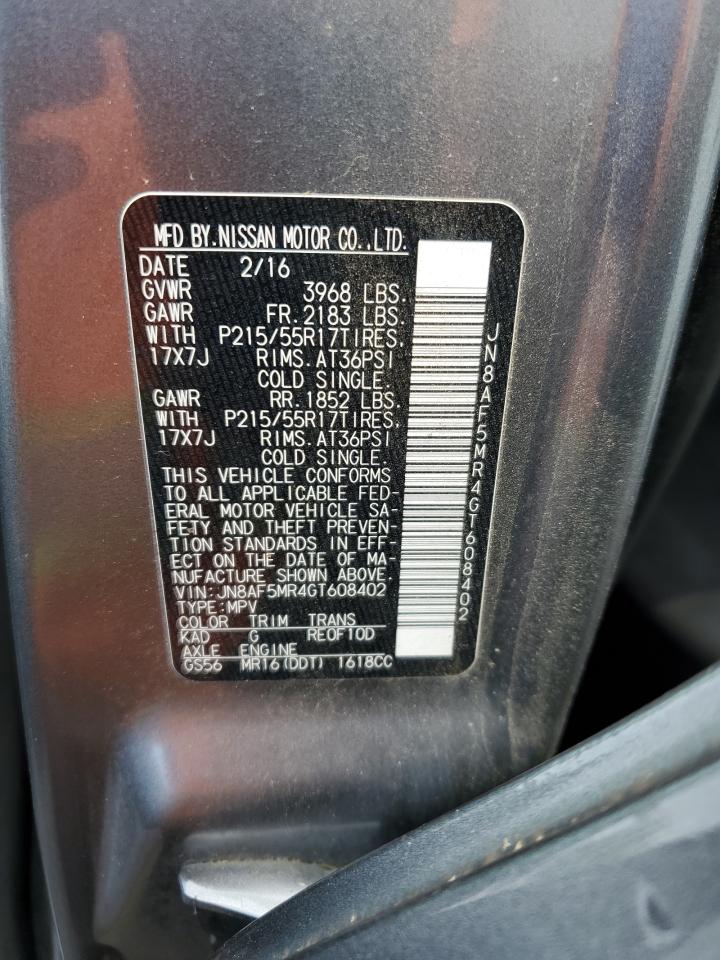 MFD BY.NISSAN MOTOR CO.,LTD.
DATE 2/16
GVWR 3968 LBS.
GAWR FR.2183 LBS.
WITH P215/55R17TIRES.
17X7J RIMS.AT36PSI
COLD SINGLE.
GAWR RR.1852 LBS.
WITH P215/55R17TIRES.
17X7J RIMS.AT36PSI
COLD SINGLE.
THIS VEHICLE CONFORMS
TO ALL APPLICABLE FED-
ERAL MOTOR VEHICLE SA-
FETY AND THEFT PREVEN-
TION STANDARDS IN EFF-
ECT ON THE DATE OF MA-
NUFACTURE SHOWN ABOVE.
VIN:JN8AF5MR4GT608402
TYPE:MPV
COLOR TRIM TRANS
KAD G RE0F10D
AXLE ENGINE
GS56 MR16(DDT) 1618CC
JN8AF5MR4GT608402